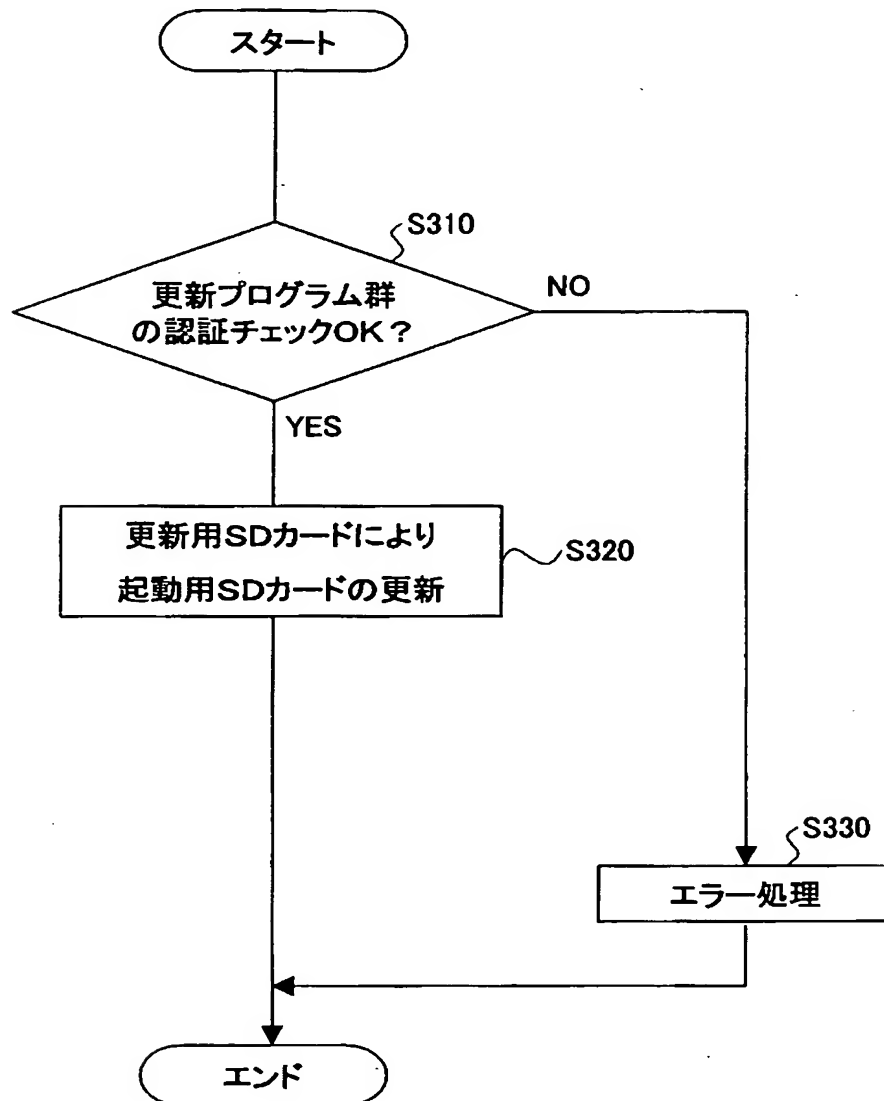 スタート
S310
更新プログラム群
の認証チェックOK?
NO
YES
更新用SDカードにより
起動用SDカードの更新
S320
S330
エラー処理
エンド